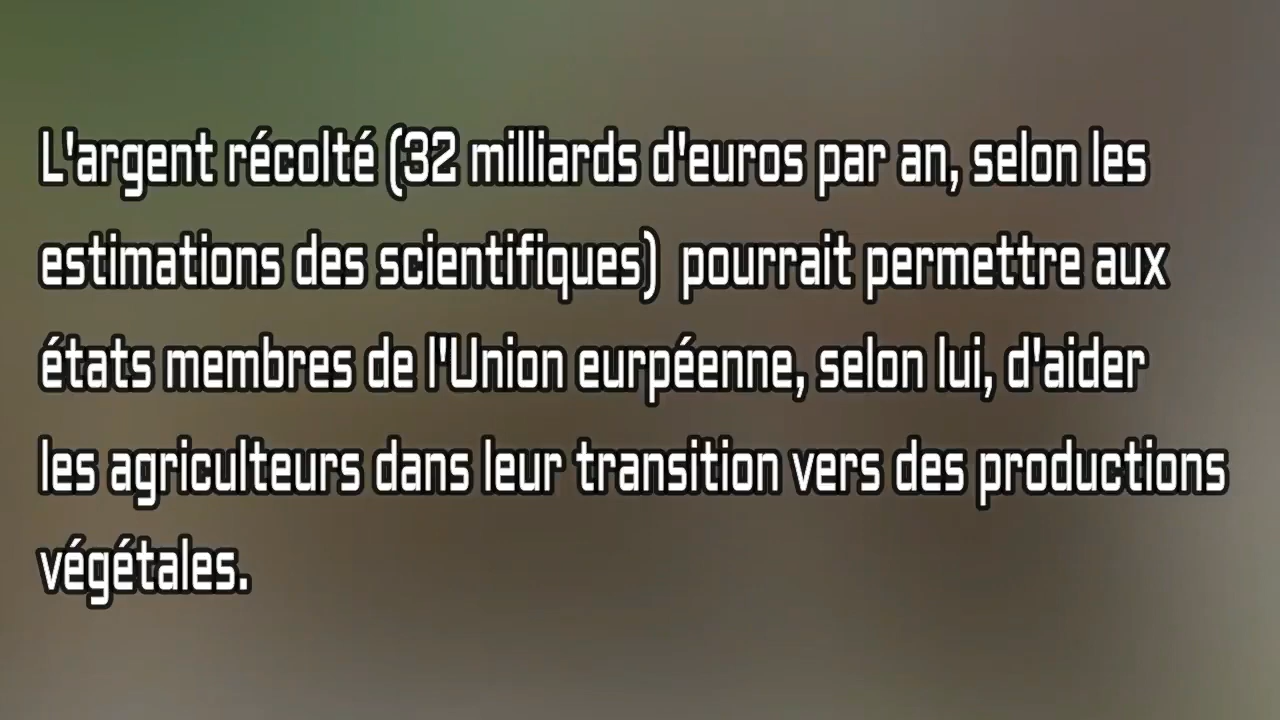 L'argent récolté (32 milliards d'euros par an, selon les
estimations des scientifiques)  pourrait permettre aux
états membres de l'Union eurpéenne, selon lui, d'aider
les agriculteurs dans leur transition vers des productions
végétales.